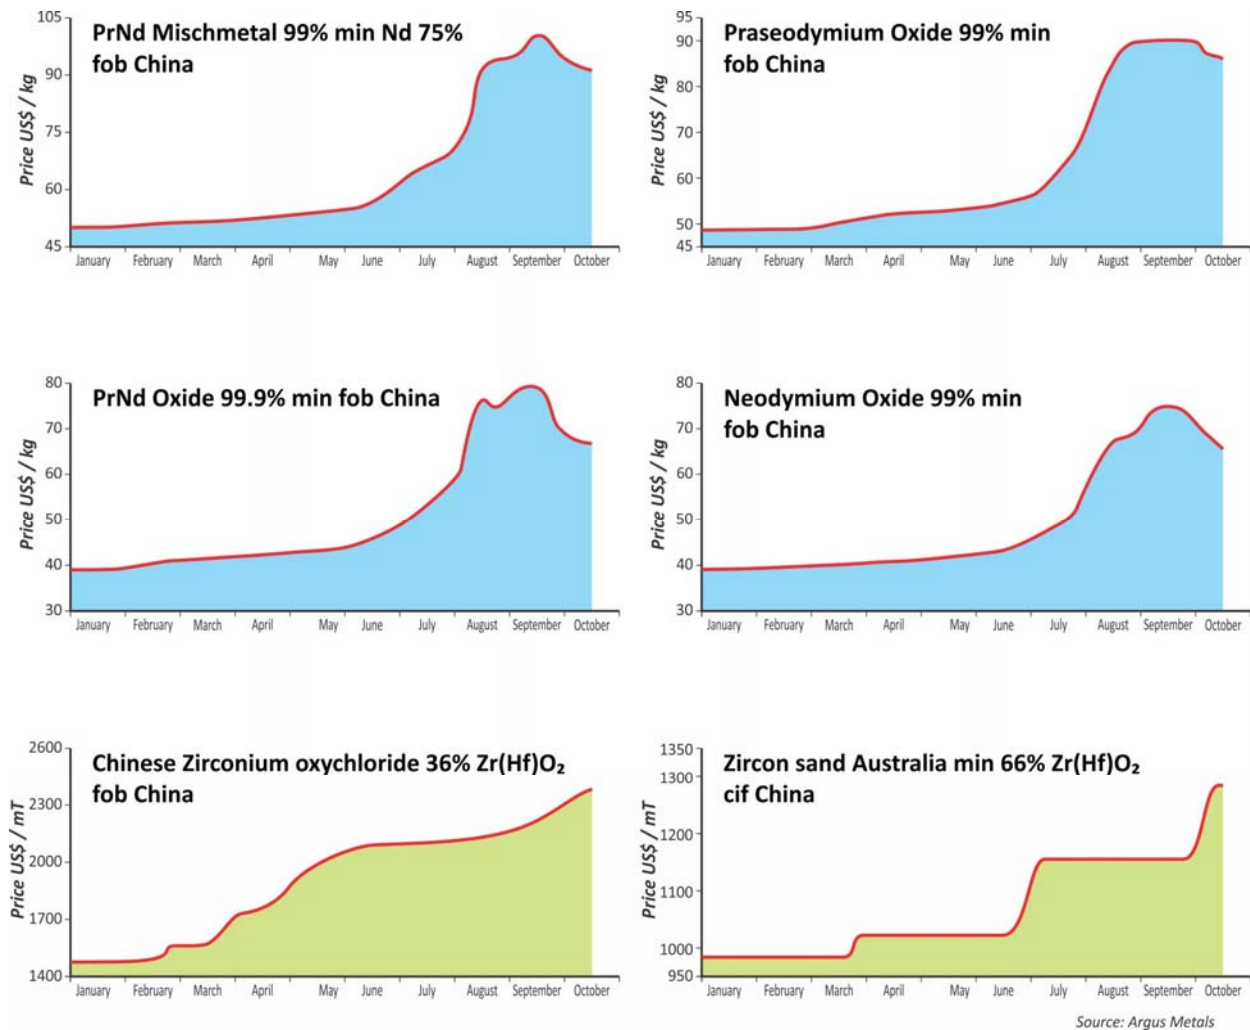 PrNd Mischmetal 99% min Nd 75%
fob China
Price US$ / kg
105
90
75
60
45
January February March April May June July August September October
Praseodymium Oxide 99% min
fob China
Price US$ / kg
95
90
80
70
60
50
45
January February March April May June July August September October
PrNd Oxide 99.9% min fob China
Price US$ / kg
80
70
60
50
40
30
January February March April May June July August September October
Neodymium Oxide 99% min
fob China
Price US$ / kg
80
70
60
50
40
30
January February March April May June July August September October
Chinese Zirconium oxychloride 36% Zr(Hf)O₂
fob China
Price US$ / mT
2600
2300
2000
1700
1400
January February March April May June July August September October
Zircon sand Australia min 66% Zr(Hf)O₂
cif China
Price US$ / mT
1350
1300
1200
1100
1000
950
January February March April May June July August September October
Source: Argus Metals